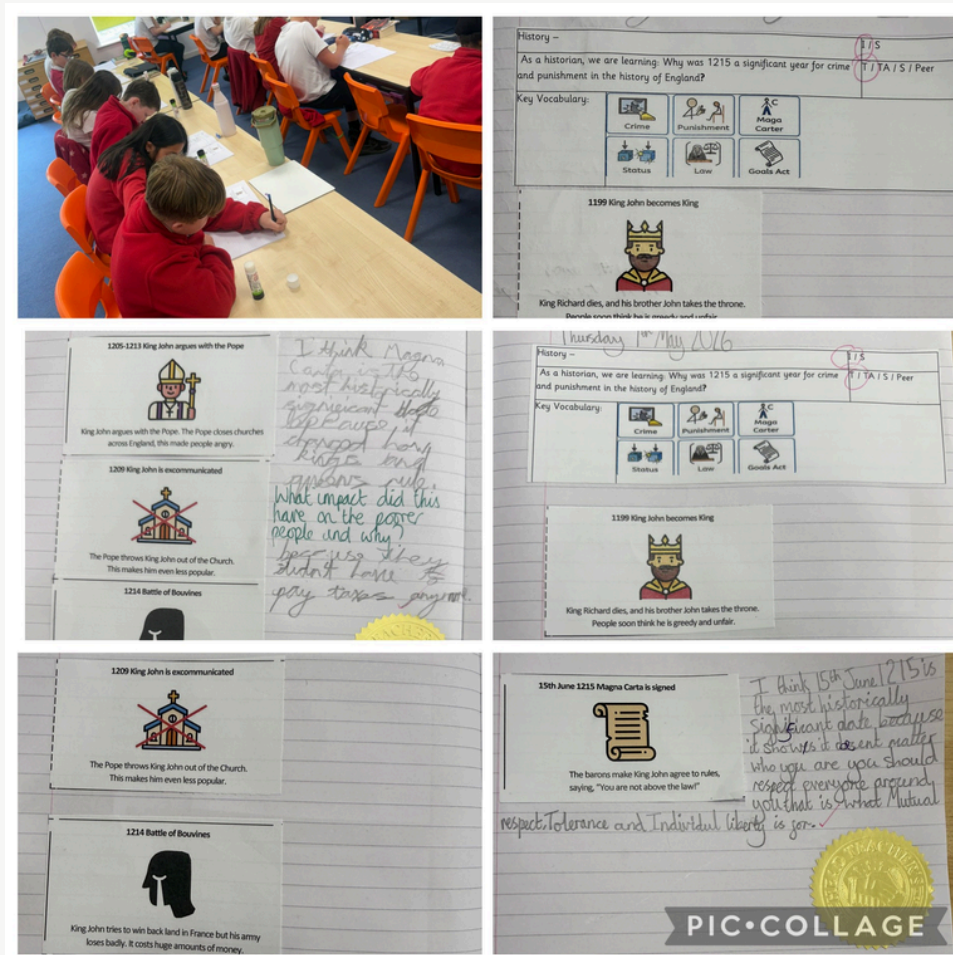 History –
I / S
As a historian, we are learning: Why was 1215 a significant year for crime
and punishment in the history of England?
T / TA / S / Peer
Key Vocabulary:
Crime
Punishment
Maga
Carter
Status
Law
Goals Act
1199 King John becomes King
King Richard dies, and his brother John takes the throne.
People soon think he is greedy and unfair.
1205-1213 King John argues with the Pope
King John argues with the Pope. The Pope closes churches
across England, this made people angry.
1209 King John is excommunicated
The Pope throws King John out of the Church.
This makes him even less popular.
1214 Battle of Bouvines
I think Magna
Carta is the
most historically
significant date
because it
changed how
kings and
queens rule.
What impact did this
have on the poorer
people and why?
because they
didn't have to
pay taxes anymore.
Thursday May 2026
History –
I / S
As a historian, we are learning: Why was 1215 a significant year for crime
and punishment in the history of England?
T / TA / S / Peer
Key Vocabulary:
Crime
Punishment
Maga
Carter
Status
Law
Goals Act
1199 King John becomes King
King Richard dies, and his brother John takes the throne.
People soon think he is greedy and unfair.
1209 King John is excommunicated
The Pope throws King John out of the Church.
This makes him even less popular.
1214 Battle of Bouvines
King John tries to win back land in France but his army
loses badly. It costs huge amounts of money.
15th June 1215 Magna Carta is signed
The barons make King John agree to rules,
saying, "You are not above the law!"
I think 15th June 1215 is
the most historically
significant date because
it shows it dosent matter
who you are you should
respect everyone around
you that is what Mutual
respect, Tolerance and Individul liberty is for.
HEAD TEACHER'S
PIC•COLLAGE